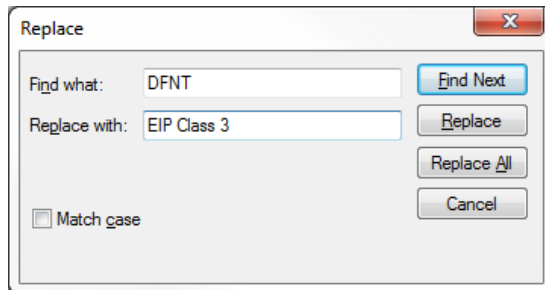 Replace
Find what: DFNT Find Next
Replace with: EIP Class 3 Replace
Replace All
Cancel
Match case